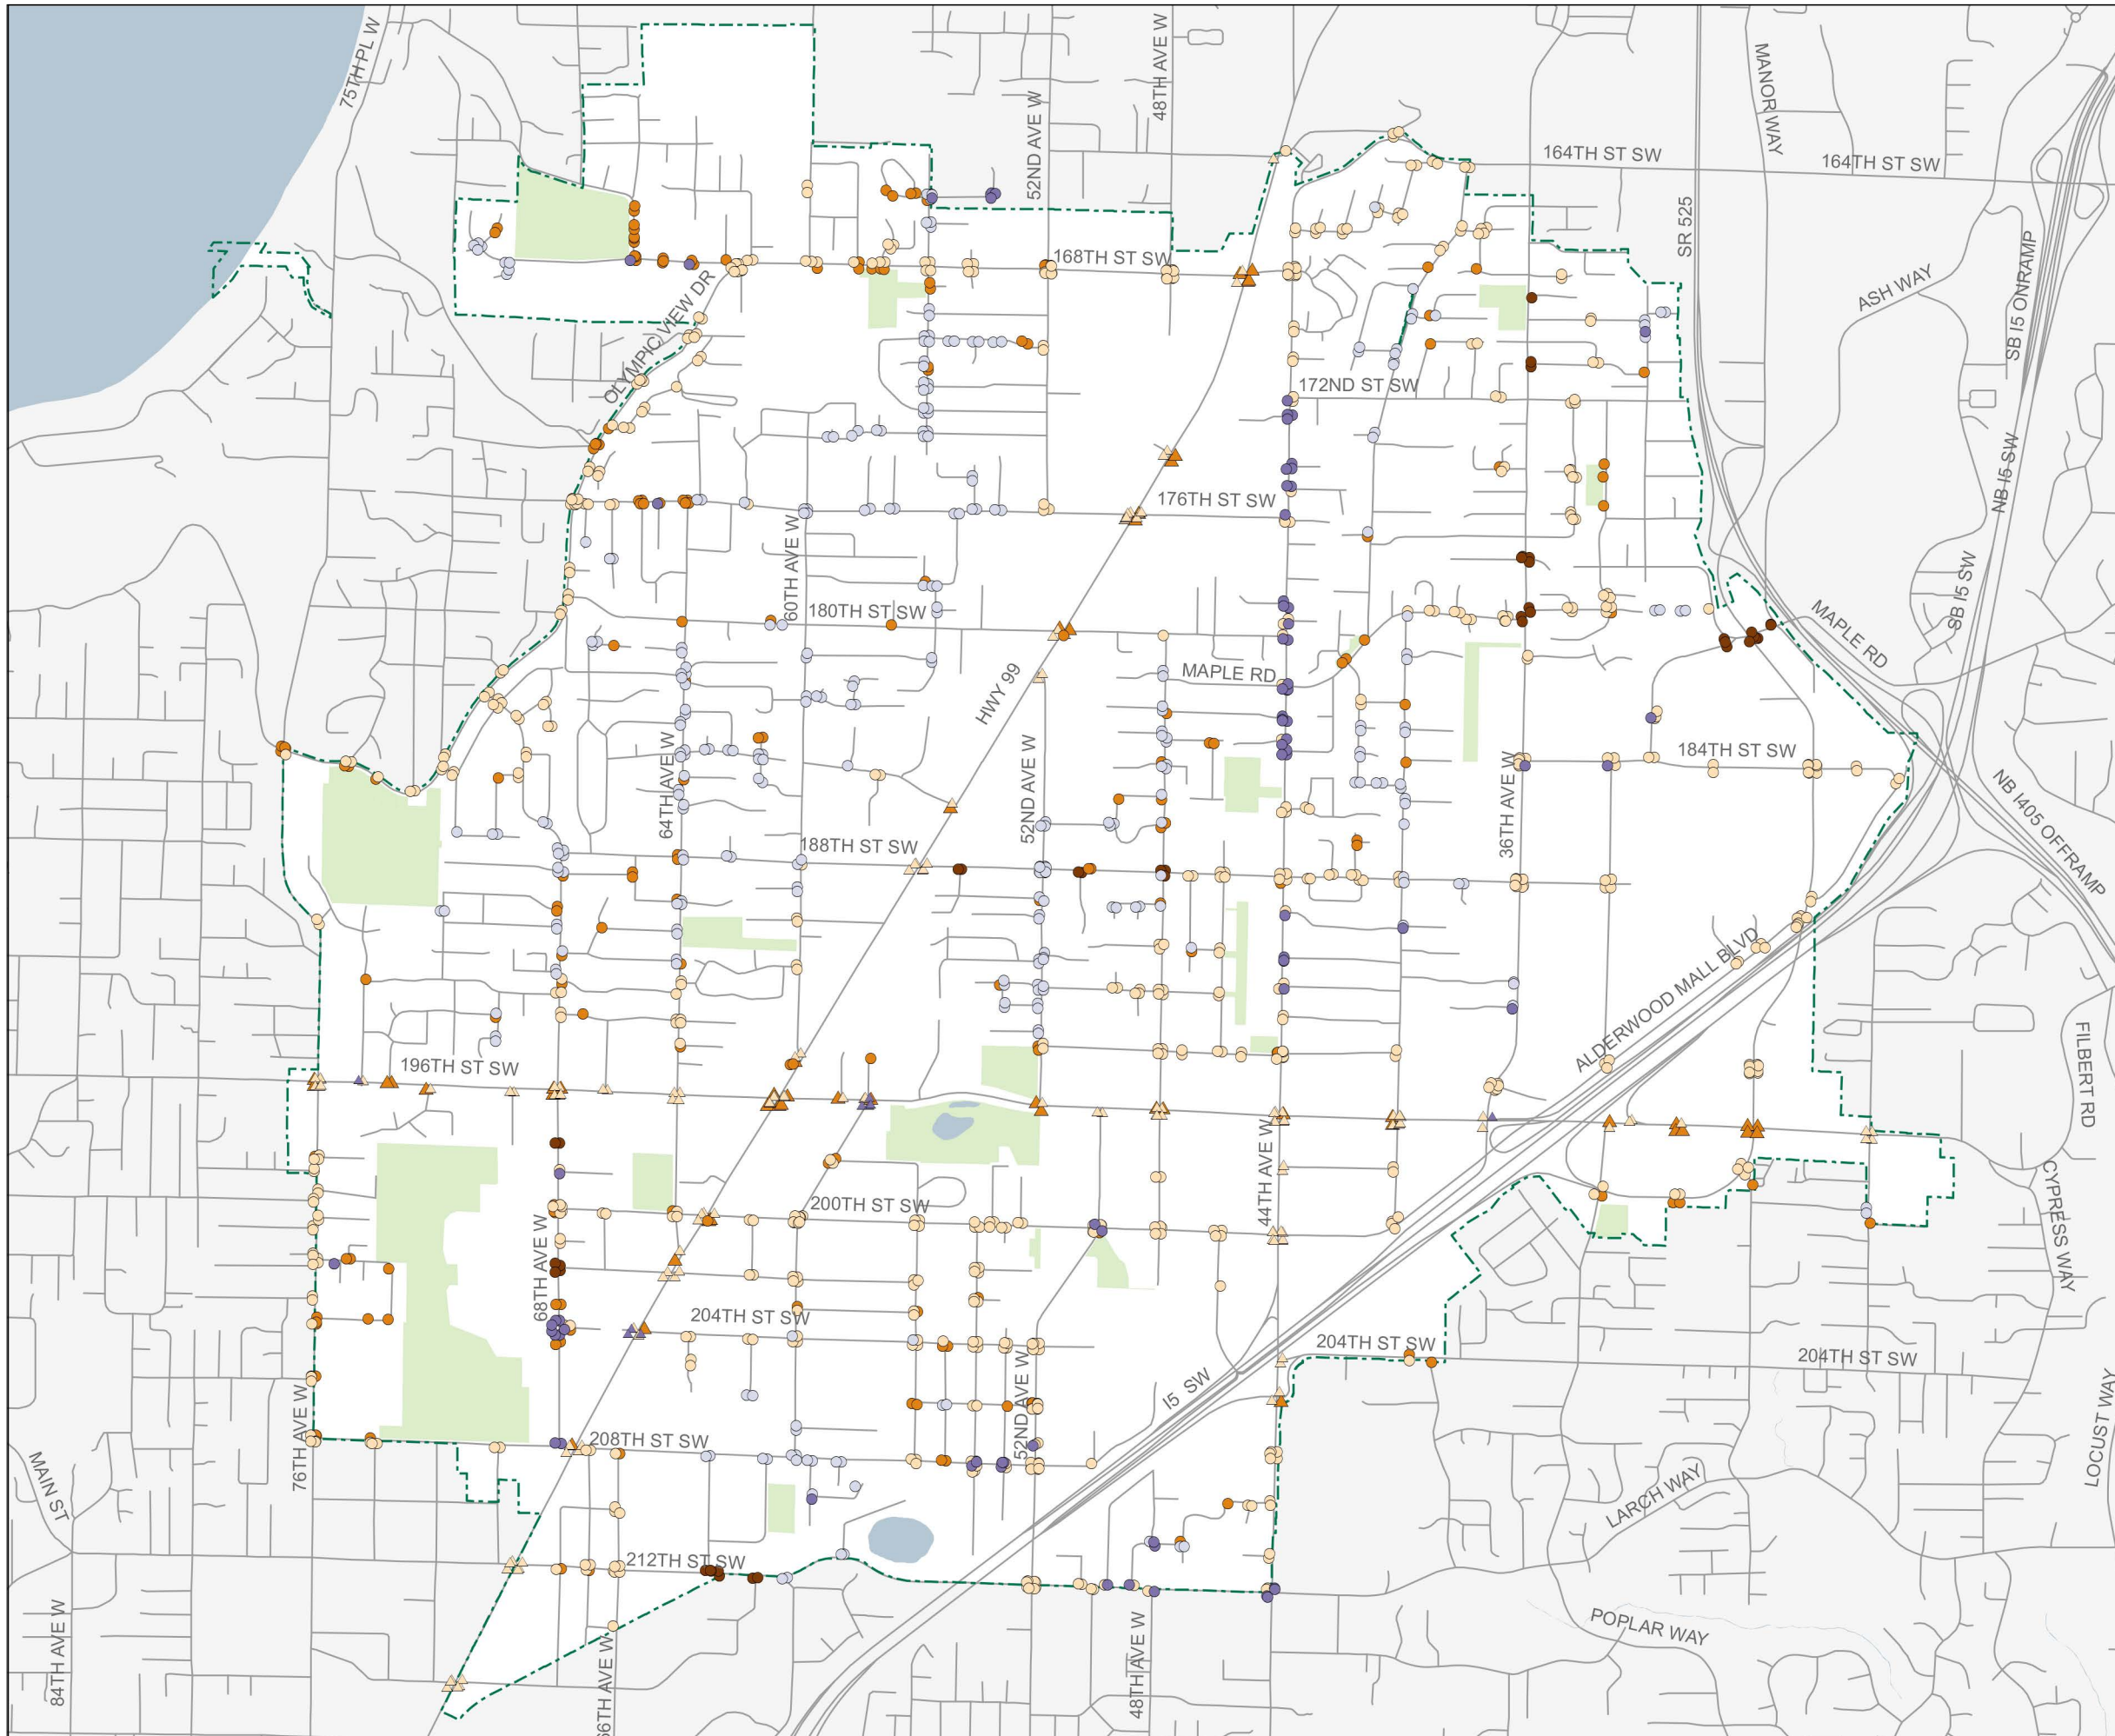 75TH PL W
48TH AVE W
MANOR WAY
52ND AVE W
164TH ST SW
164TH ST SW
SR 525
168TH ST SW
ASH WAY
SB I5 ONRAMP
OLYMPIC VIEW DR
172ND ST SW
NB I5 SW
176TH ST SW
60TH AVE W
SB I5 SW
180TH ST SW
MAPLE RD
MAPLE RD
HWY 99
64TH AVE W
52ND AVE W
184TH ST SW
36TH AVE W
NB I405 OFFRAMP
188TH ST SW
ALDERWOOD MALL BLVD
196TH ST SW
FILBERT RD
44TH AVE W
CYPRESS WAY
200TH ST SW
68TH AVE W
204TH ST SW
204TH ST SW
204TH ST SW
I5 SW
52ND AVE W
76TH AVE W
LOCUST WAY
208TH ST SW
MAIN ST
LARCH WAY
212TH ST SW
84TH AVE W
66TH AVE W
48TH AVE W
POPLAR WAY